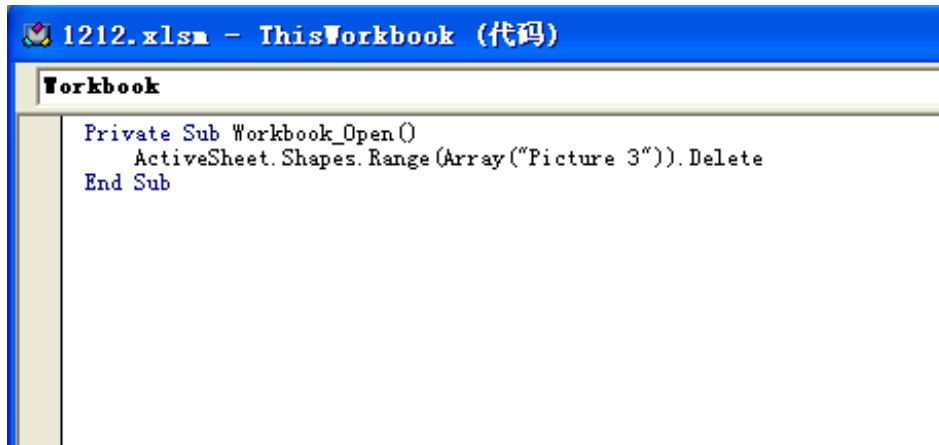 1212.xlsm - ThisWorkbook (代码)
Workbook
Private Sub Workbook_Open()
ActiveSheet.Shapes.Range(Array("Picture 3")).Delete
End Sub